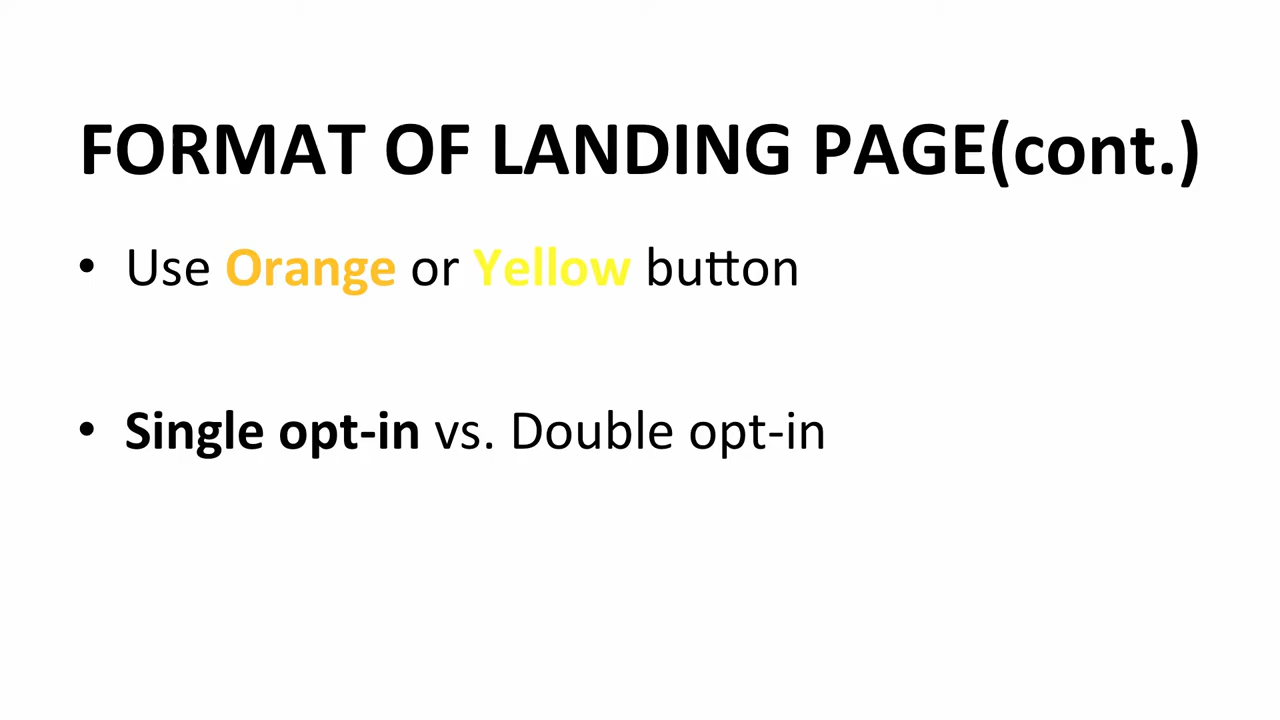 FORMAT OF LANDING PAGE(cont.)
• Use Orange or Yellow button
• Single opt-in vs. Double opt-in